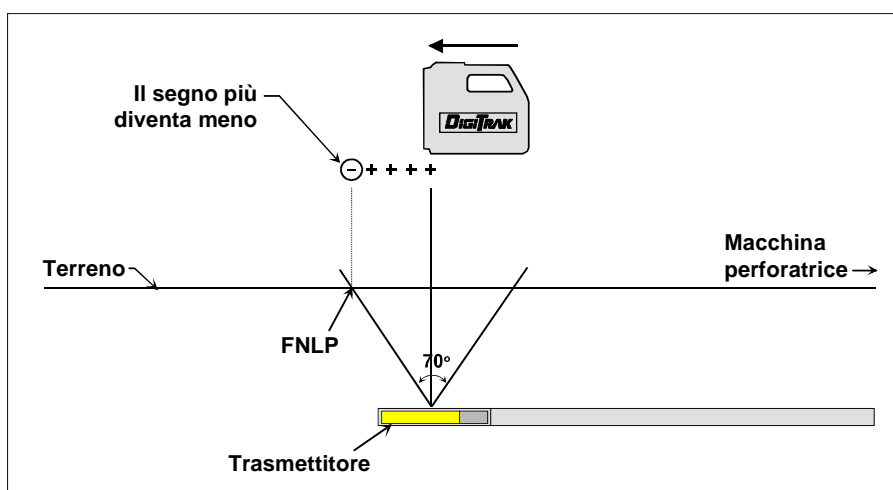 Il segno più
diventa meno
DIGITRAK
− + + + +
Terreno
Macchina
perforatrice
FNLP
70°
Trasmettitore